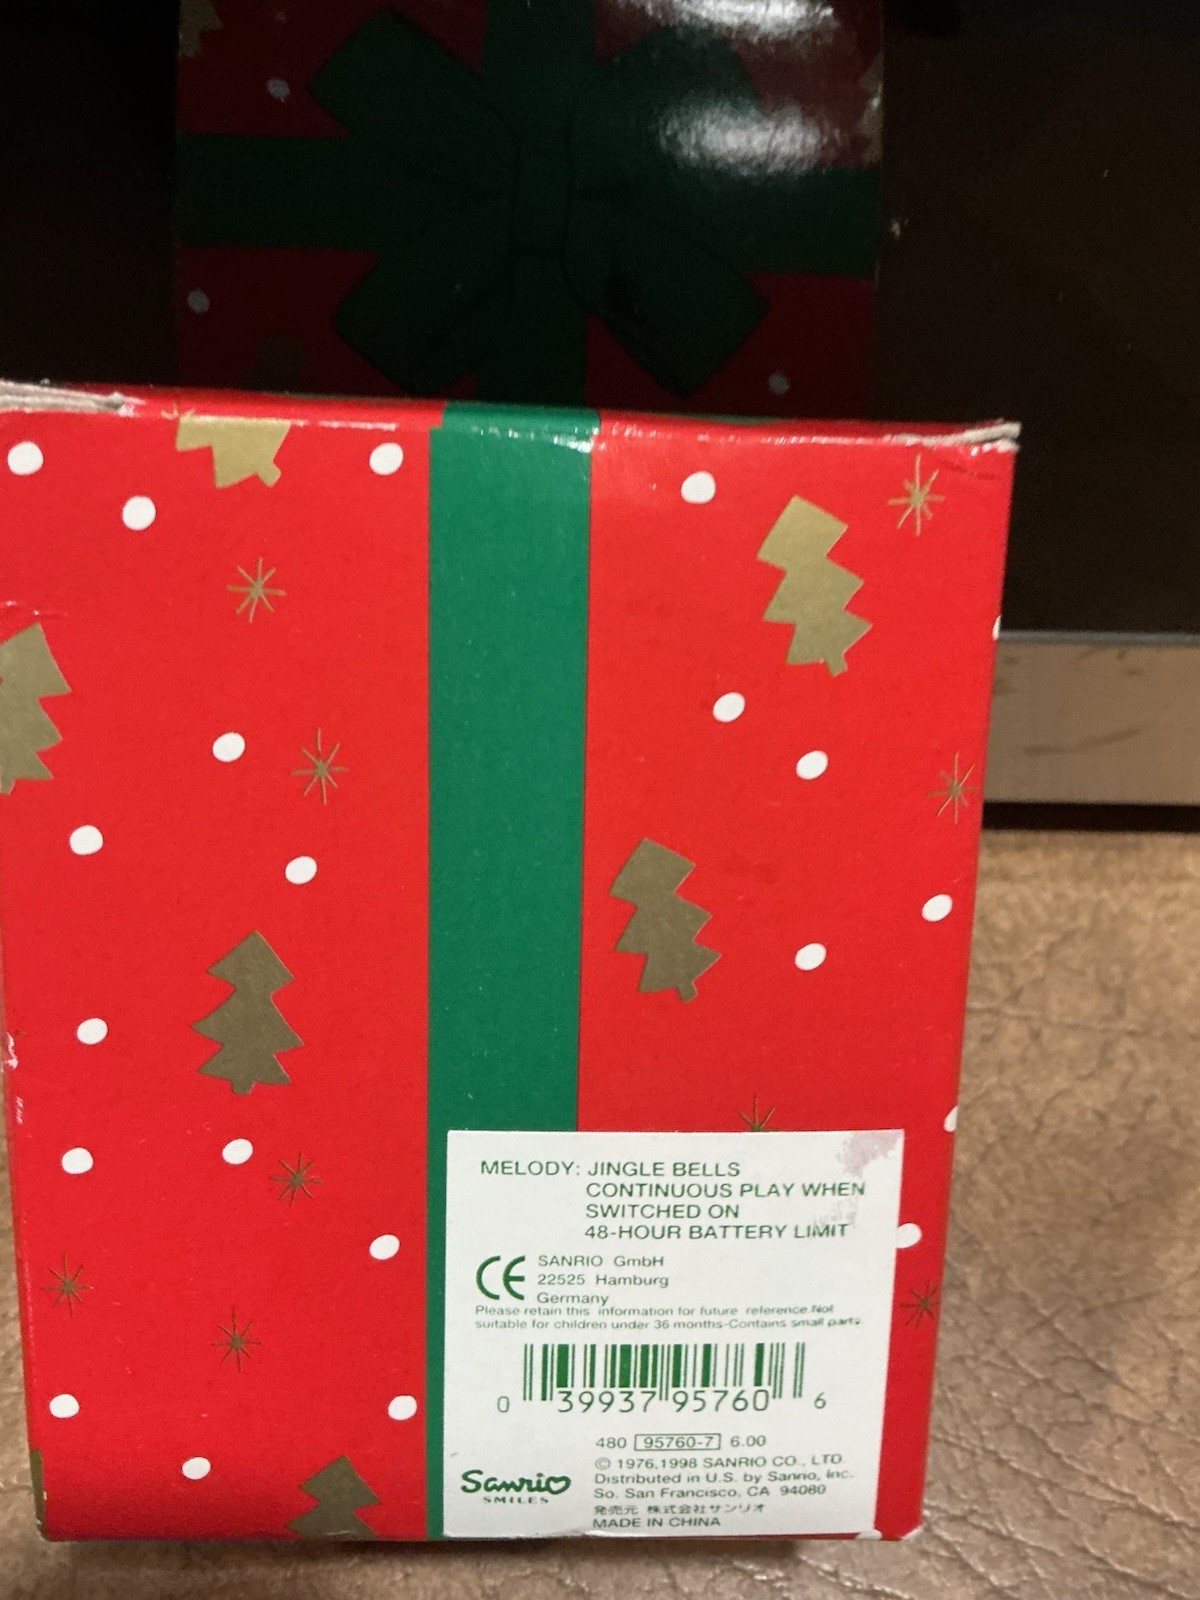 MELODY: JINGLE BELLS
CONTINUOUS PLAY WHEN
SWITCHED ON
48-HOUR BATTERY LIMIT
CE
SANRIO GmbH
22525 Hamburg
Germany
Please retain this information for future reference.Not
suitable for children under 36 months-Contains small parts.
0 39937 95760 6
480 95760-7 6.00
© 1976,1998 SANRIO CO., LTD.
Distributed in U.S. by Sanrio, Inc.
So. San Francisco, CA 94080
発売元 株式会社サンリオ
MADE IN CHINA
Sanrio
SMILES